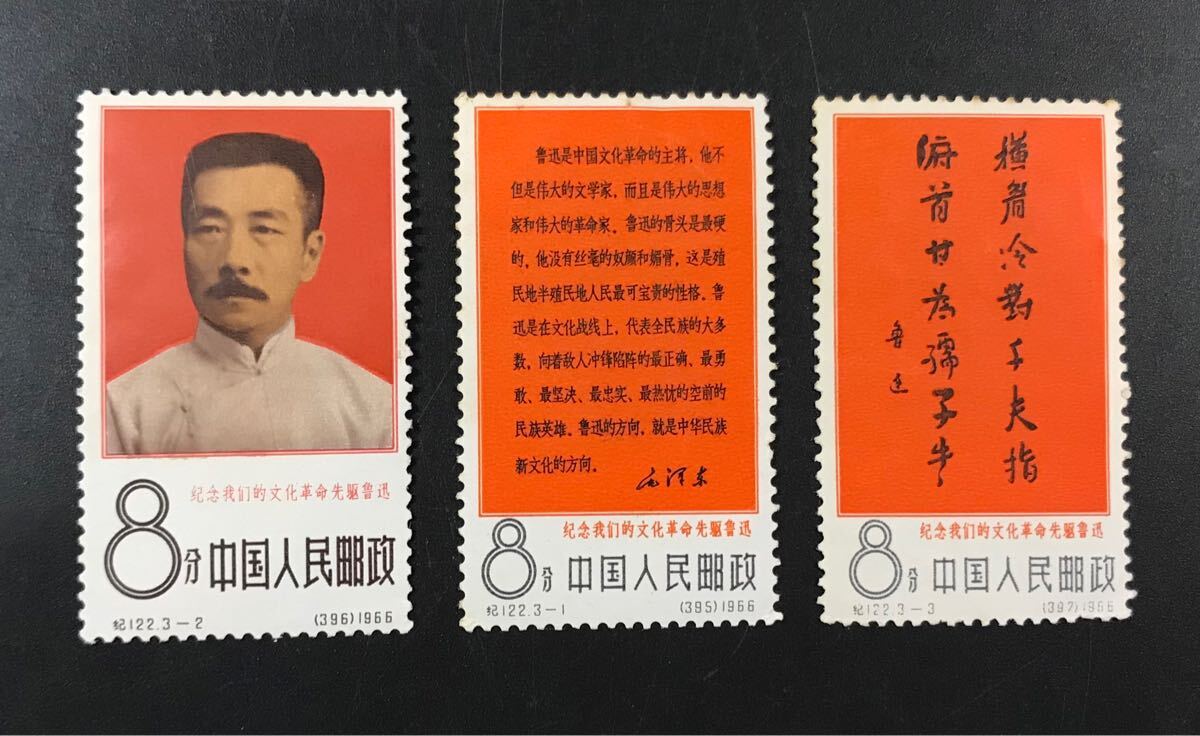 纪念我们的文化革命先驱鲁迅
8分 中国人民邮政
纪122.3-2 (396)1966
鲁迅是中国文化革命的主将，他不
但是伟大的文学家，而且是伟大的思想
家和伟大的革命家。鲁迅的骨头是最硬
的，他没有丝毫的奴颜和媚骨，这是殖
民地半殖民地人民最可宝贵的性格。鲁
迅是在文化战线上，代表全民族的大多
数，向着敌人冲锋陷阵的最正确、最勇
敢、最坚决、最忠实、最热忱的空前的
民族英雄。鲁迅的方向，就是中华民族
新文化的方向。
毛泽东
纪念我们的文化革命先驱鲁迅
8分 中国人民邮政
纪122.3-1 (395)1966
横眉冷對千夫指
俯首甘为孺子牛
鲁迅
纪念我们的文化革命先驱鲁迅
8分 中国人民邮政
纪122.3-3 (397)1966